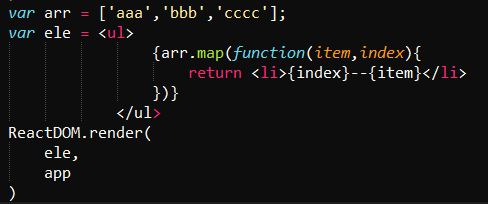 var arr = ['aaa','bbb','cccc'];
var ele = <ul>
{arr.map(function(item,index){
return <li>{index}--{item}</li>
})}
</ul>
ReactDOM.render(
ele,
app
)